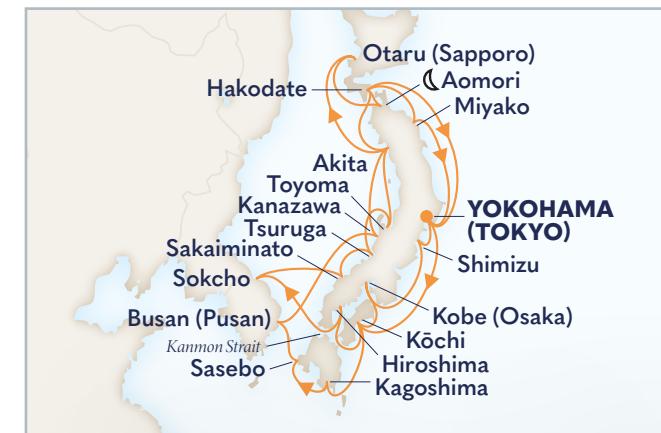 Otaru (Sapporo)
Aomori
Hakodate
Miyako
Akita
Toyoma
Kanazawa
Tsuruga
YOKOHAMA
(TOKYO)
Sakaiminato
Shimizu
Sokcho
Busan (Pusan)
Kobe (Osaka)
Kanmon Strait
Kōchi
Hiroshima
Sasebo
Kagoshima